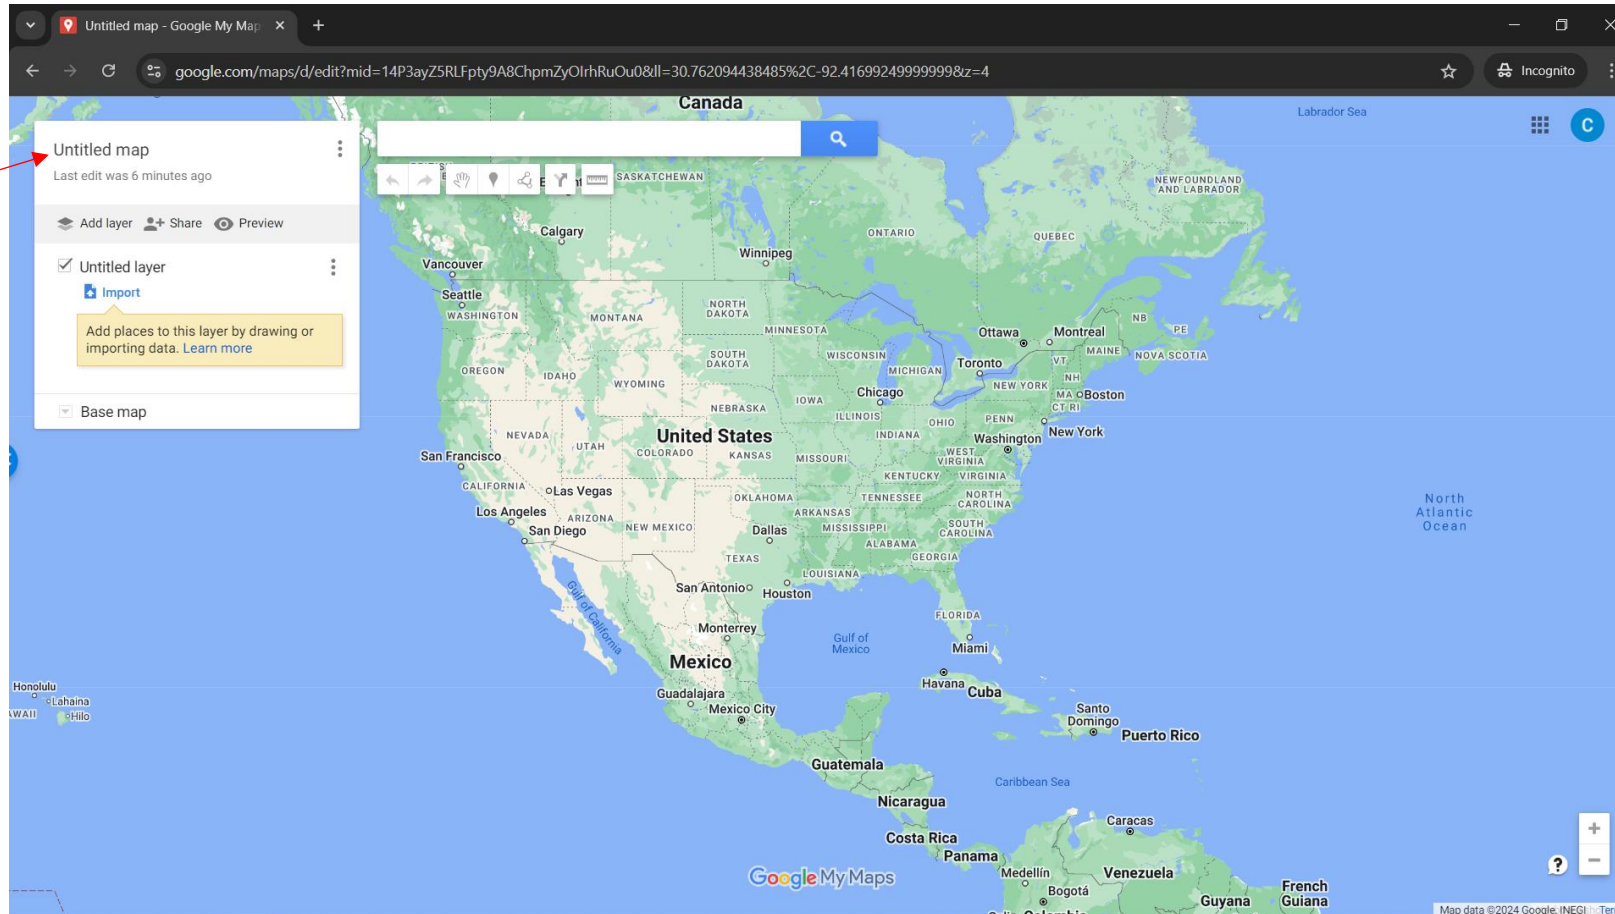 Untitled map - Google My Map
google.com/maps/d/edit?mid=14P3ayZ5RLFpty9A8ChpmZyOIrhRuOu0&ll=30.762094438485%2C-92.41699249999999&z=4
Incognito
Untitled map
Last edit was 6 minutes ago
Add layer Share Preview
Untitled layer
Import
Add places to this layer by drawing or
importing data. Learn more
Base map
C
Canada
Labrador Sea
SASKATCHEWAN
NEWFOUNDLAND
AND LABRADOR
Calgary
ONTARIO
QUEBEC
Winnipeg
Vancouver
Seattle
WASHINGTON
MONTANA
NORTH
DAKOTA
MINNESOTA
Ottawa
Montreal
NB
PE
SOUTH
DAKOTA
WISCONSIN
MICHIGAN
Toronto
VT
MAINE
NOVA SCOTIA
OREGON
IDAHO
WYOMING
NEW YORK
NH
MA
Boston
CT RI
Chicago
IOWA
NEBRASKA
ILLINOIS
OHIO
PENN
New York
NEVADA
UTAH
United States
COLORADO
KANSAS
MISSOURI
INDIANA
Washington
WEST
VIRGINIA
San Francisco
KENTUCKY
VIRGINIA
CALIFORNIA
Las Vegas
OKLAHOMA
TENNESSEE
NORTH
CAROLINA
North
Atlantic
Ocean
Los Angeles
ARIZONA
NEW MEXICO
ARKANSAS
San Diego
Dallas
MISSISSIPPI
SOUTH
CAROLINA
ALABAMA
TEXAS
GEORGIA
LOUISIANA
San Antonio
Houston
Gulf of California
FLORIDA
Monterrey
Gulf of
Mexico
Miami
Mexico
Havana
Cuba
Honolulu
Lahaina
WAII
Hilo
Guadalajara
Mexico City
Santo
Domingo
Puerto Rico
Guatemala
Caribbean Sea
Nicaragua
Caracas
Costa Rica
Panama
Google My Maps
Medellín
Venezuela
Bogotá
French
Guiana
Guyana
Map data ©2024 Google, INEGI
Ter